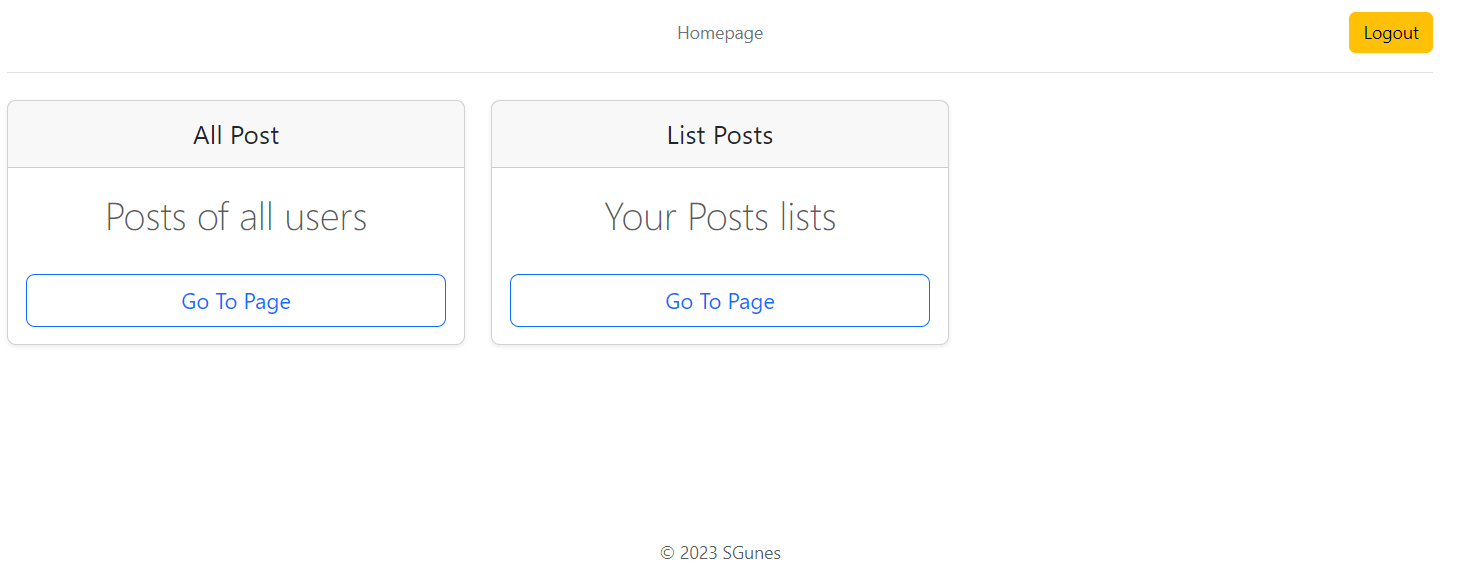 Homepage
Logout
All Post
Posts of all users
Go To Page
List Posts
Your Posts lists
Go To Page
© 2023 SGunes